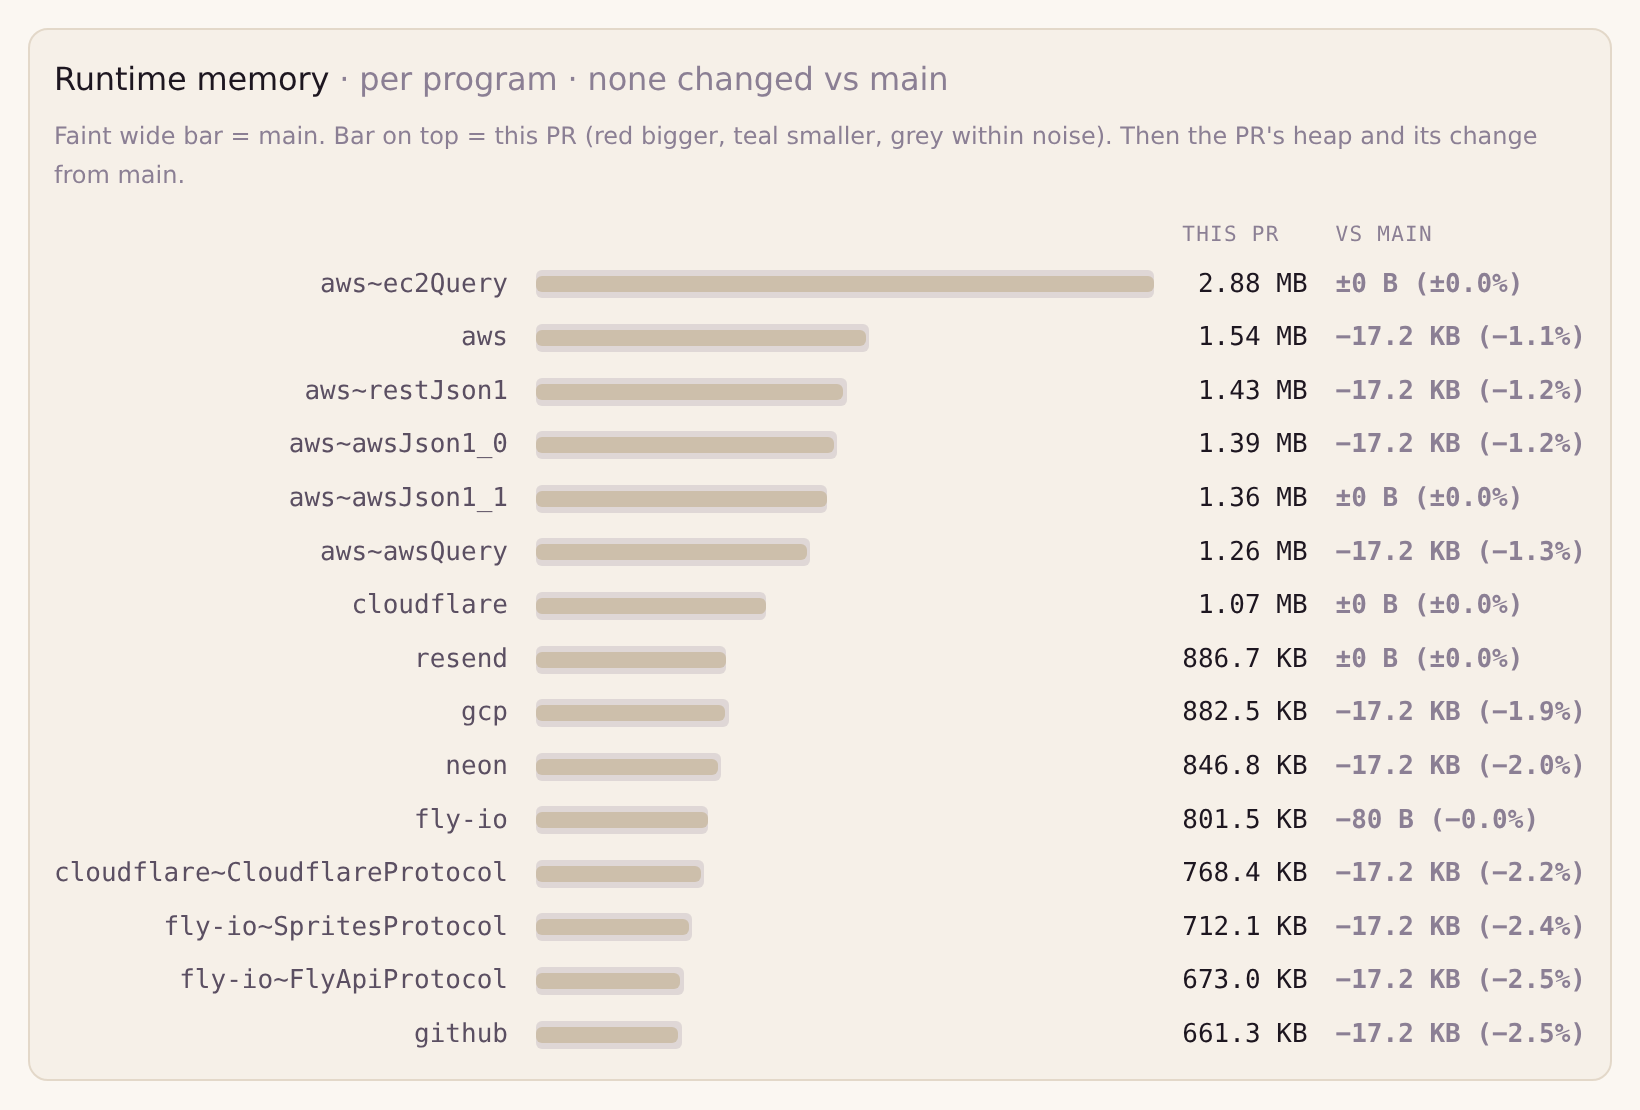 Runtime memory · per program · none changed vs main
Faint wide bar = main. Bar on top = this PR (red bigger, teal smaller, grey within noise). Then the PR's heap and its change
from main.
THIS PR VS MAIN
aws~ec2Query 2.88 MB ±0 B (±0.0%)
aws 1.54 MB −17.2 KB (−1.1%)
aws~restJson1 1.43 MB −17.2 KB (−1.2%)
aws~awsJson1_0 1.39 MB −17.2 KB (−1.2%)
aws~awsJson1_1 1.36 MB ±0 B (±0.0%)
aws~awsQuery 1.26 MB −17.2 KB (−1.3%)
cloudflare 1.07 MB ±0 B (±0.0%)
resend 886.7 KB ±0 B (±0.0%)
gcp 882.5 KB −17.2 KB (−1.9%)
neon 846.8 KB −17.2 KB (−2.0%)
fly-io 801.5 KB −80 B (−0.0%)
cloudflare~CloudflareProtocol 768.4 KB −17.2 KB (−2.2%)
fly-io~SpritesProtocol 712.1 KB −17.2 KB (−2.4%)
fly-io~FlyApiProtocol 673.0 KB −17.2 KB (−2.5%)
github 661.3 KB −17.2 KB (−2.5%)